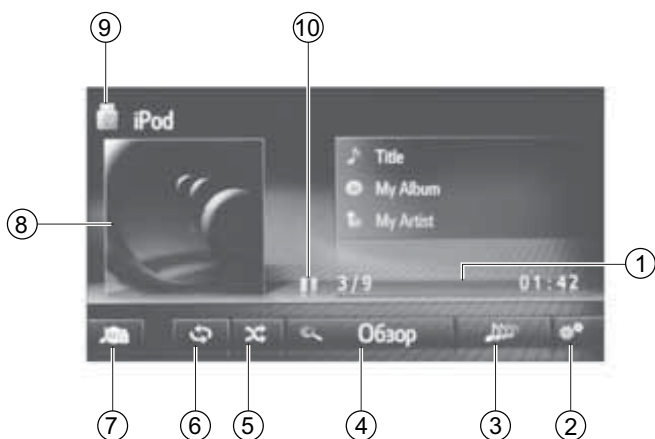 9 10
iPod
Title
My Album
8
My Artist
1
3/9 01:42
Обзор
7 6 5 4 3 2